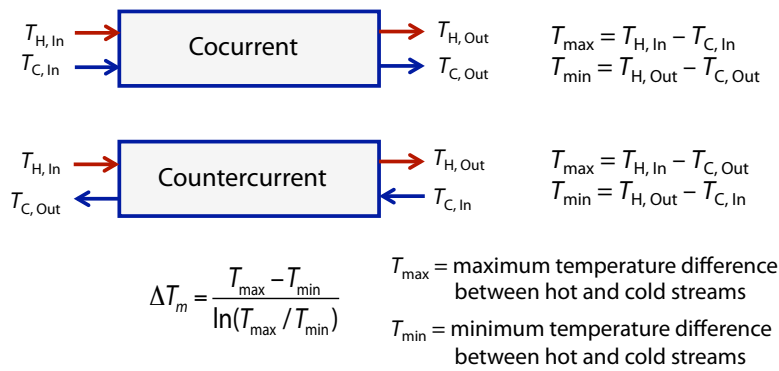 T_H, In
Cocurrent
T_H, Out
T_max = T_H, In − T_C, In
T_C, In
T_C, Out
T_min = T_H, Out − T_C, Out
T_H, In
Countercurrent
T_H, Out
T_max = T_H, In − T_C, Out
T_C, Out
T_C, In
T_min = T_H, Out − T_C, In
ΔT_m = (T_max − T_min) / ln(T_max / T_min)
T_max = maximum temperature difference
between hot and cold streams
T_min = minimum temperature difference
between hot and cold streams